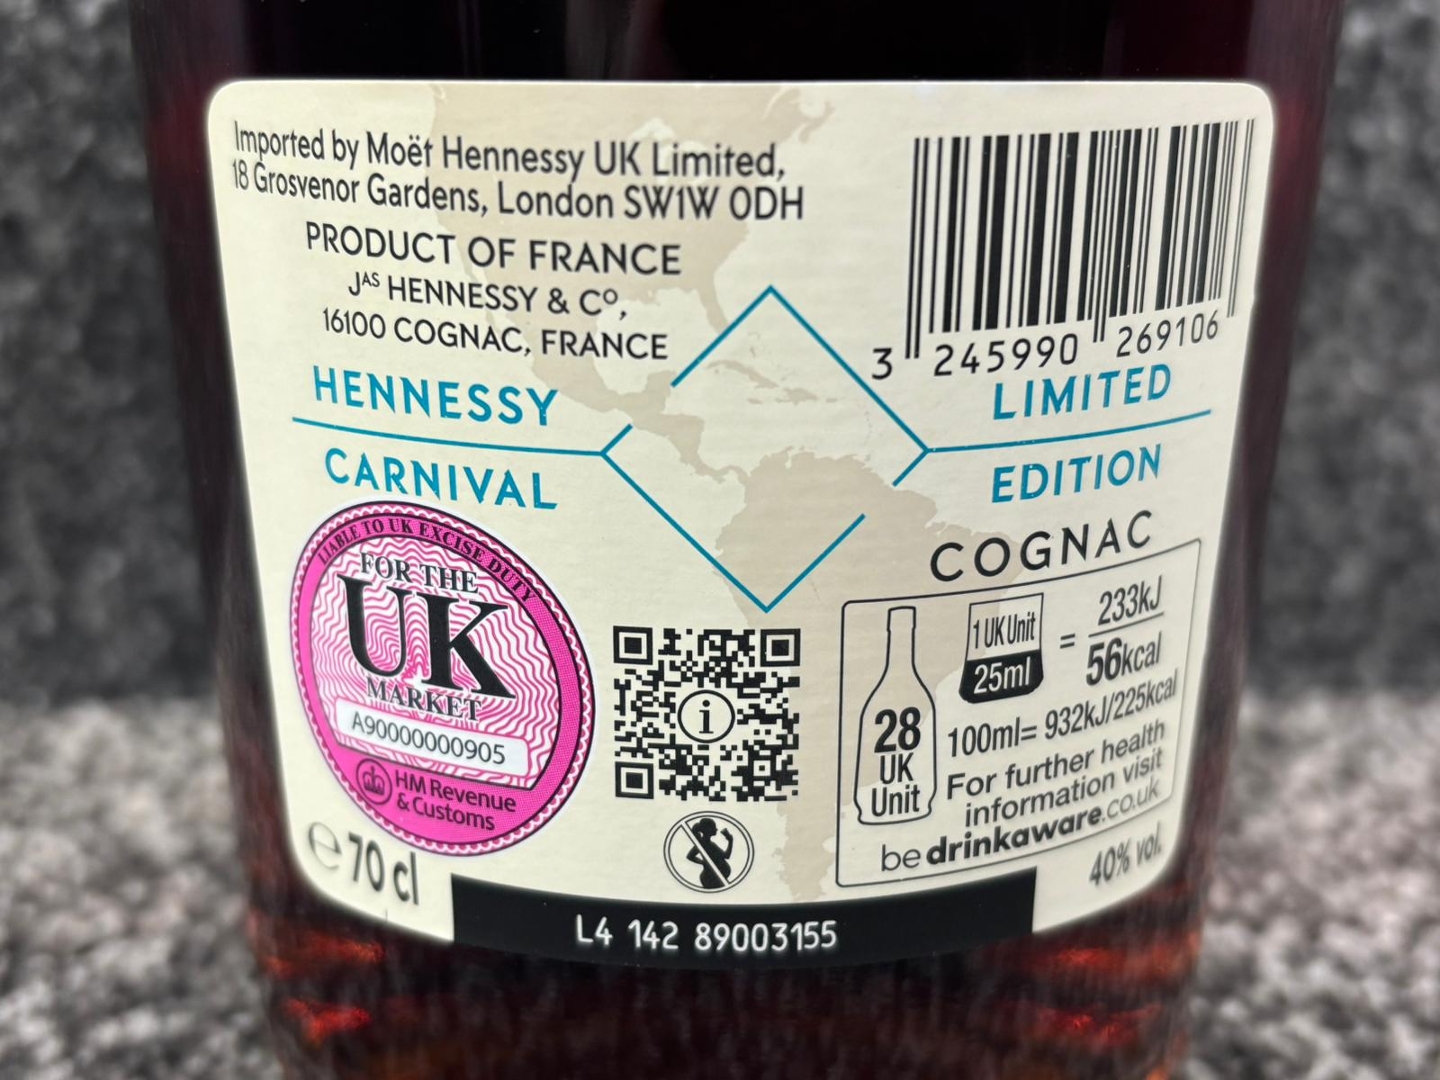 Imported by Moët Hennessy UK Limited,
18 Grosvenor Gardens, London SW1W 0DH
PRODUCT OF FRANCE
JAS HENNESSY & Co,
16100 COGNAC, FRANCE
3 245990 269106
HENNESSY
CARNIVAL
LIMITED
EDITION
LIABLE TO UK EXCISE DUTY
FOR THE
UK
MARKET
A90000000905
HM Revenue
& Customs
i
COGNAC
1 UK Unit
25ml
=
233kJ
56kcal
28
UK
Unit
100ml= 932kJ/225kcal
For further health
information visit
bedrinkaware.co.uk
℮ 70 cl
40% vol.
L4 142 89003155